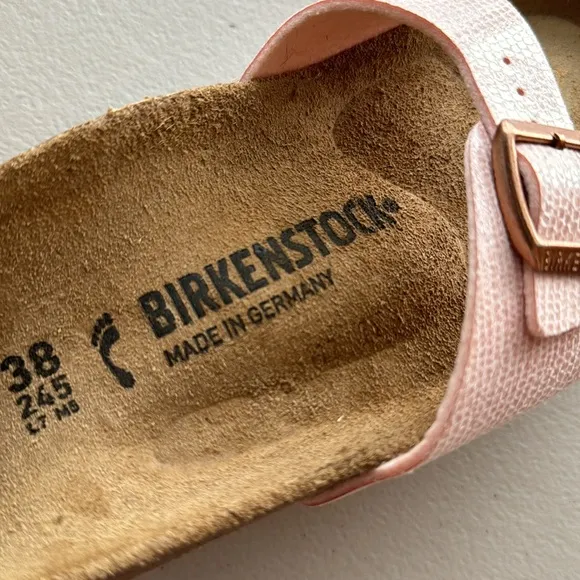 38
245
L7 M5
BIRKENSTOCK®
MADE IN GERMANY